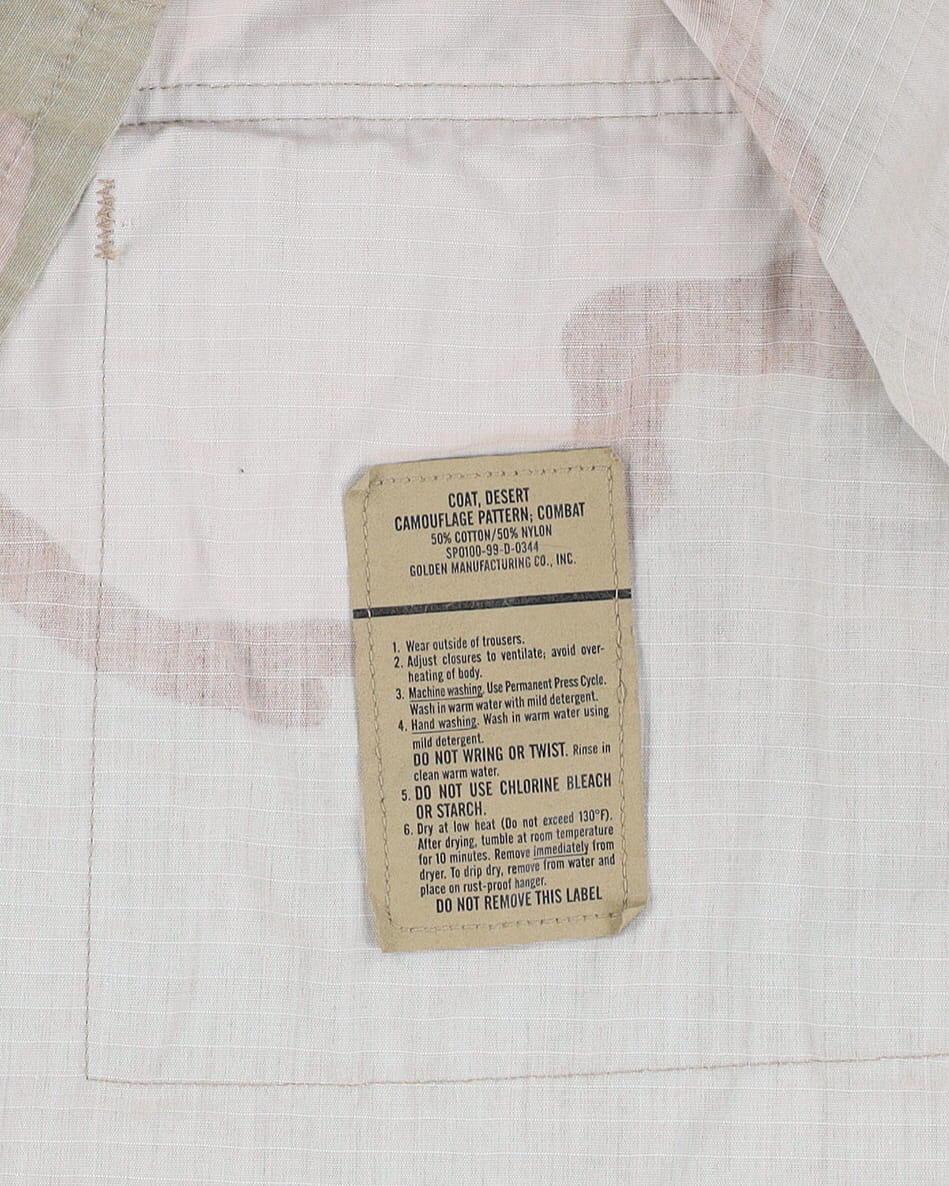 COAT, DESERT
CAMOUFLAGE PATTERN; COMBAT
50% COTTON/50% NYLON
SPO100-99-D-0344
GOLDEN MANUFACTURING CO., INC.
1. Wear outside of trousers.
2. Adjust closures to ventilate; avoid over-
heating of body.
3. Machine washing. Use Permanent Press Cycle.
Wash in warm water with mild detergent.
4. Hand washing. Wash in warm water using
mild detergent.
DO NOT WRING OR TWIST. Rinse in
clean warm water.
5. DO NOT USE CHLORINE BLEACH
OR STARCH.
6. Dry at low heat (Do not exceed 130°F).
After drying, tumble at room temperature
for 10 minutes. Remove immediately from
dryer. To drip dry, remove from water and
place on rust-proof hanger.
DO NOT REMOVE THIS LABEL